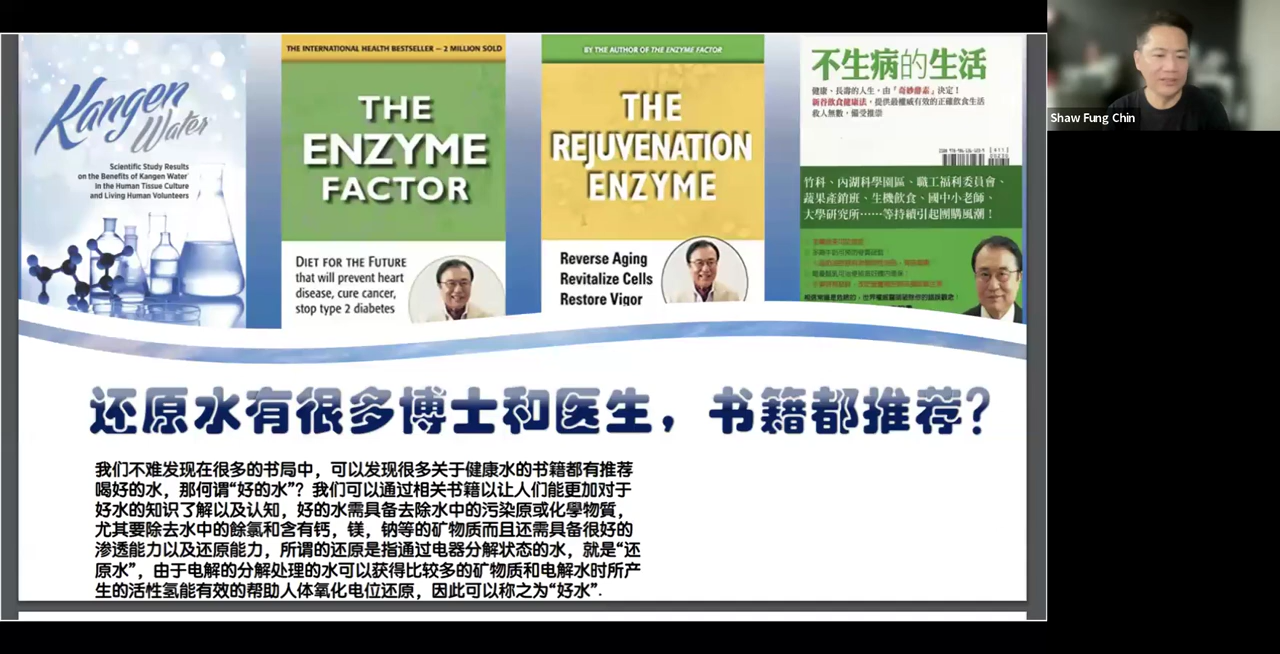 Kangen
Water
Scientific Study Results
on the Benefits of Kangen Water
In the Human Tissue Culture
and Living Human Volunteers
THE INTERNATIONAL HEALTH BESTSELLER – 2 MILLION SOLD
THE
ENZYME
FACTOR
DIET FOR THE FUTURE
that will prevent heart
disease, cure cancer,
stop type 2 diabetes
BY THE AUTHOR OF THE ENZYME FACTOR
THE
REJUVENATION
ENZYME
Reverse Aging
Revitalize Cells
Restore Vigor
不生病的生活
健康、長壽的人生，由『奇妙酵素』決定！
新谷飲食健康法，提供最權威有效的正確飲食生活
救人無數，備受推崇
竹科、內湖科學園區、職工福利委員會、
蔬果產銷班、生機飲食、國中小老師、
大學研究所……等持續引起團購風潮！
Shaw Fung Chin
还原水有很多博士和医生，书籍都推荐？
我们不难发现在很多的书局中，可以发现很多关于健康水的书籍都有推荐
喝好的水，那何谓“好的水”？我们可以通过相关书籍以让人们能更加对于
好水的知识了解以及认知，好的水需具备去除水中的污染原或化學物質，
尤其要除去水中的餘氯和含有钙，镁，钠等的矿物质而且还需具备很好的
渗透能力以及还原能力，所谓的还原是指通过电器分解状态的水，就是“还
原水”，由于电解的分解处理的水可以获得比较多的矿物质和电解水时所产
生的活性氢能有效的帮助人体氧化电位还原，因此可以称之为“好水”.